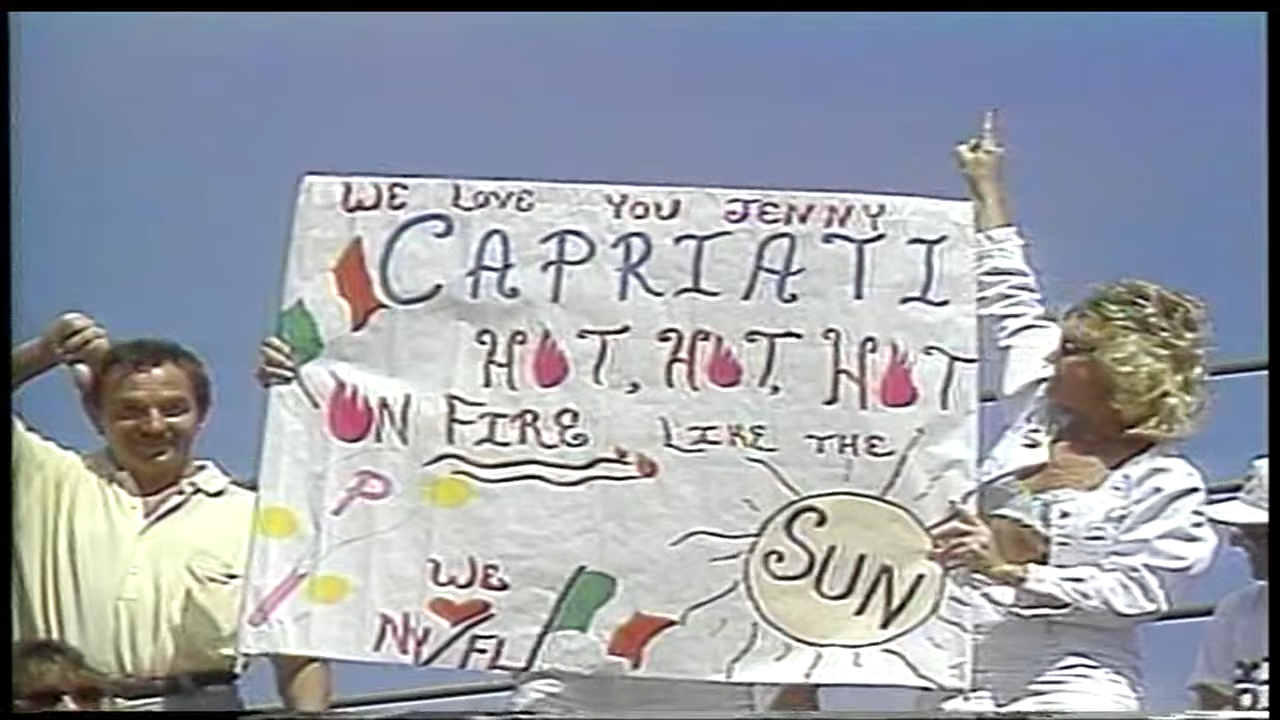 WE LOVE YOU JENNY
CAPRIATI
HOT, HOT, HOT
ON FIRE LIKE THE
SUN
WE
NY/FL